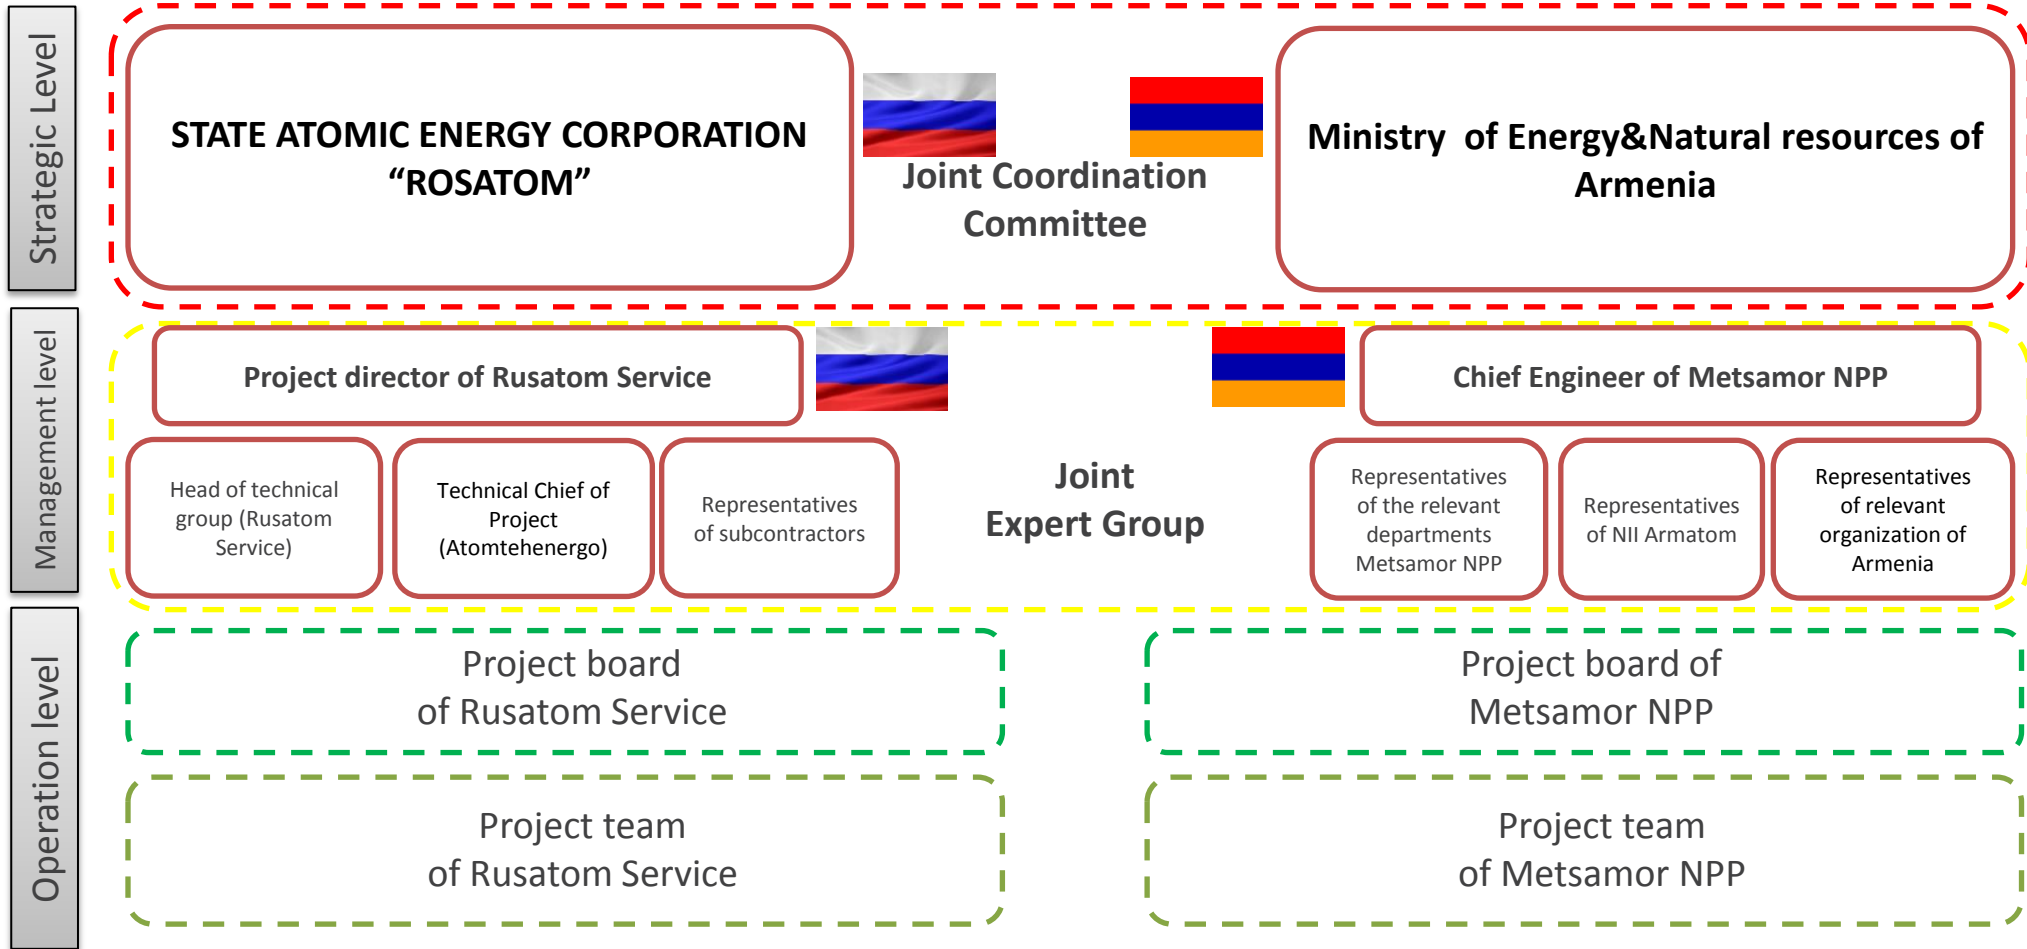 Strategic Level
STATE ATOMIC ENERGY CORPORATION
“ROSATOM”
Joint Coordination
Committee
Ministry of Energy&Natural resources of
Armenia
Management level
Project director of Rusatom Service
Chief Engineer of Metsamor NPP
Head of technical
group (Rusatom
Service)
Technical Chief of
Project
(Atomtehenergo)
Representatives
of subcontractors
Joint
Expert Group
Representatives
of the relevant
departments
Metsamor NPP
Representatives
of NII Armatom
Representatives
of relevant
organization of
Armenia
Operation level
Project board
of Rusatom Service
Project board of
Metsamor NPP
Project team
of Rusatom Service
Project team
of Metsamor NPP